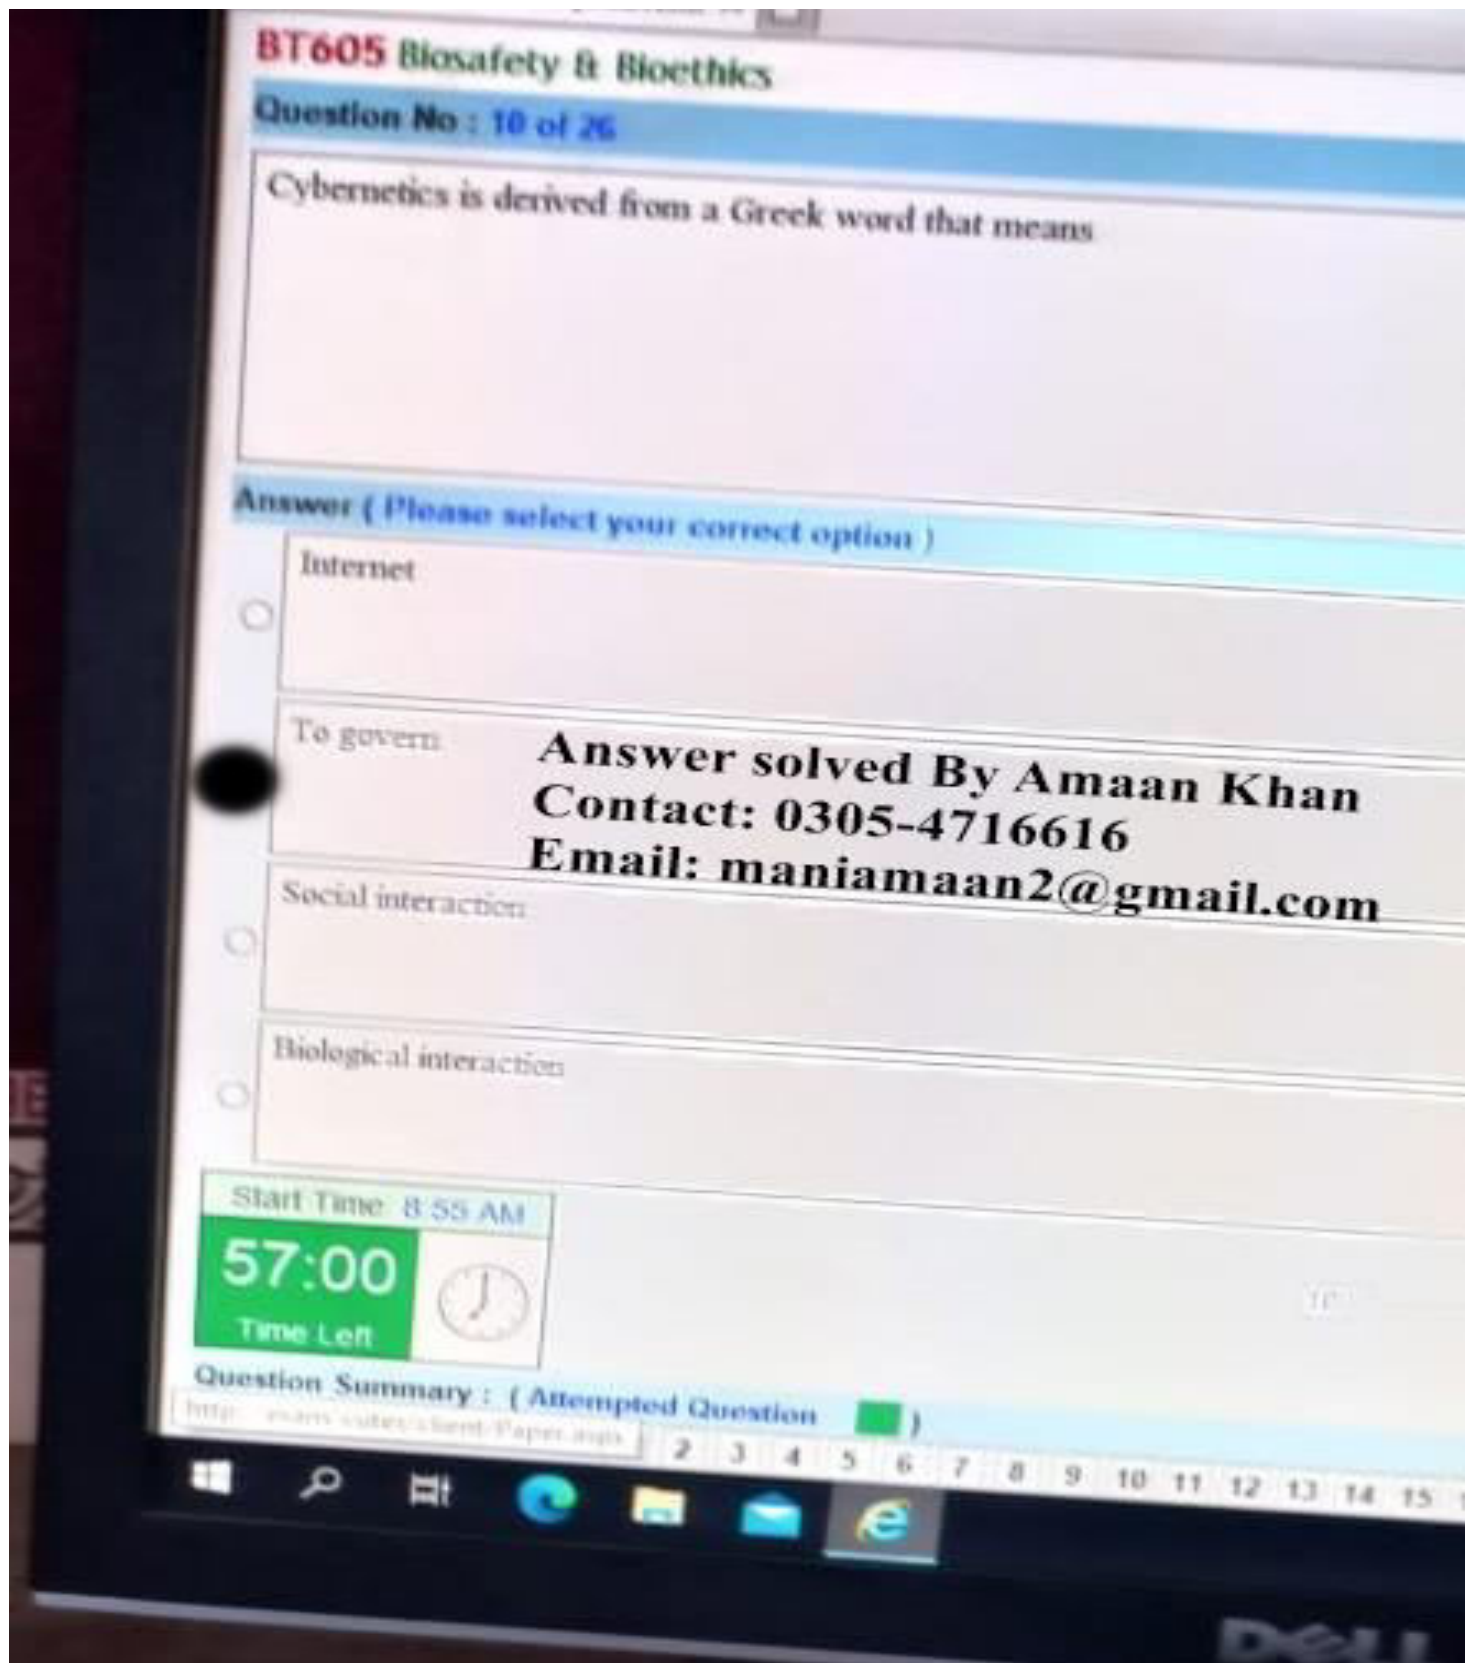 BT605 Biosafety & Bioethics
Question No : 10 of 26
Cybernetics is derived from a Greek word that means
Answer ( Please select your correct option )
Internet
To govern
Answer solved By Amaan Khan
Contact: 0305-4716616
Email: maniamaan2@gmail.com
Social interaction
Biological interaction
Start Time 8:55 AM
57:00
Time Left
Question Summary : ( Attempted Question )
2 3 4 5 6 7 8 9 10 11 12 13 14 15
DELL